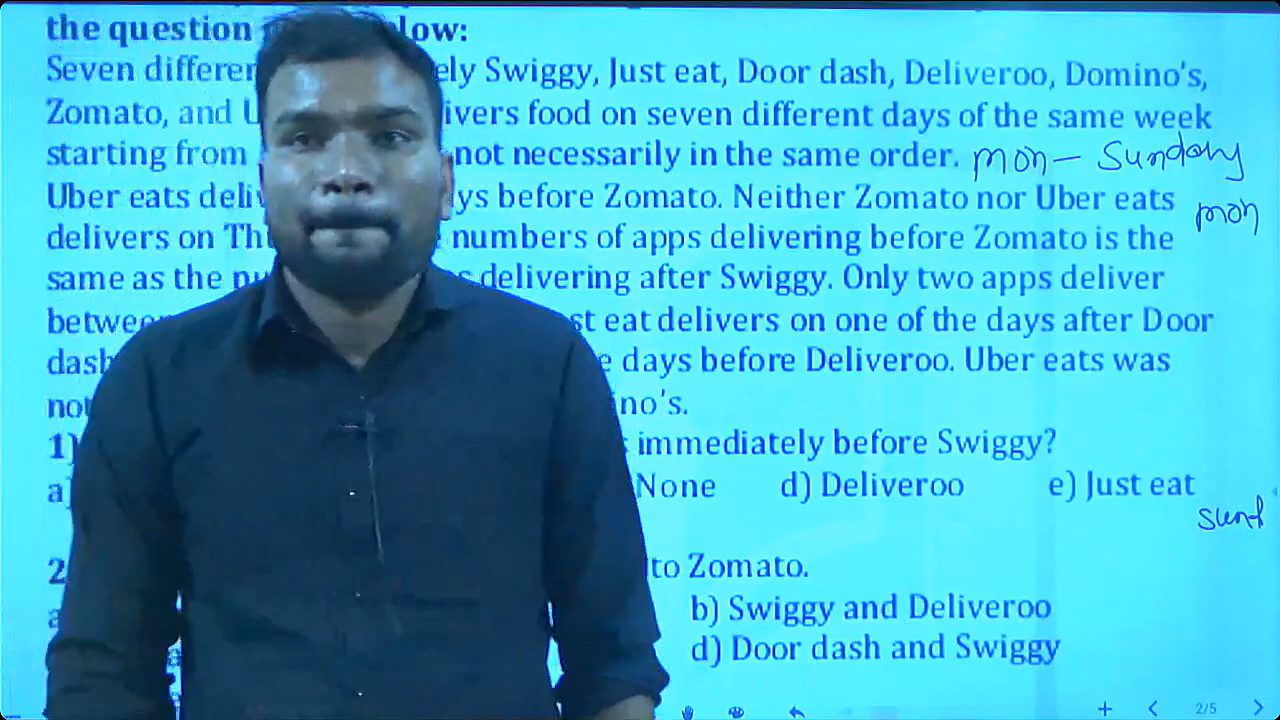 the question low:
Seven differen ely Swiggy, Just eat, Door dash, Deliveroo, Domino's,
Zomato, and U ivers food on seven different days of the same week
starting from not necessarily in the same order. mon - Sunday
Uber eats deliv ys before Zomato. Neither Zomato nor Uber eats mon
delivers on Th numbers of apps delivering before Zomato is the
same as the nu s delivering after Swiggy. Only two apps deliver
between st eat delivers on one of the days after Door
dash e days before Deliveroo. Uber eats was
not ino's.
1) immediately before Swiggy?
a) None d) Deliveroo e) Just eat
sun
2 to Zomato.
b) Swiggy and Deliveroo
d) Door dash and Swiggy
2/5